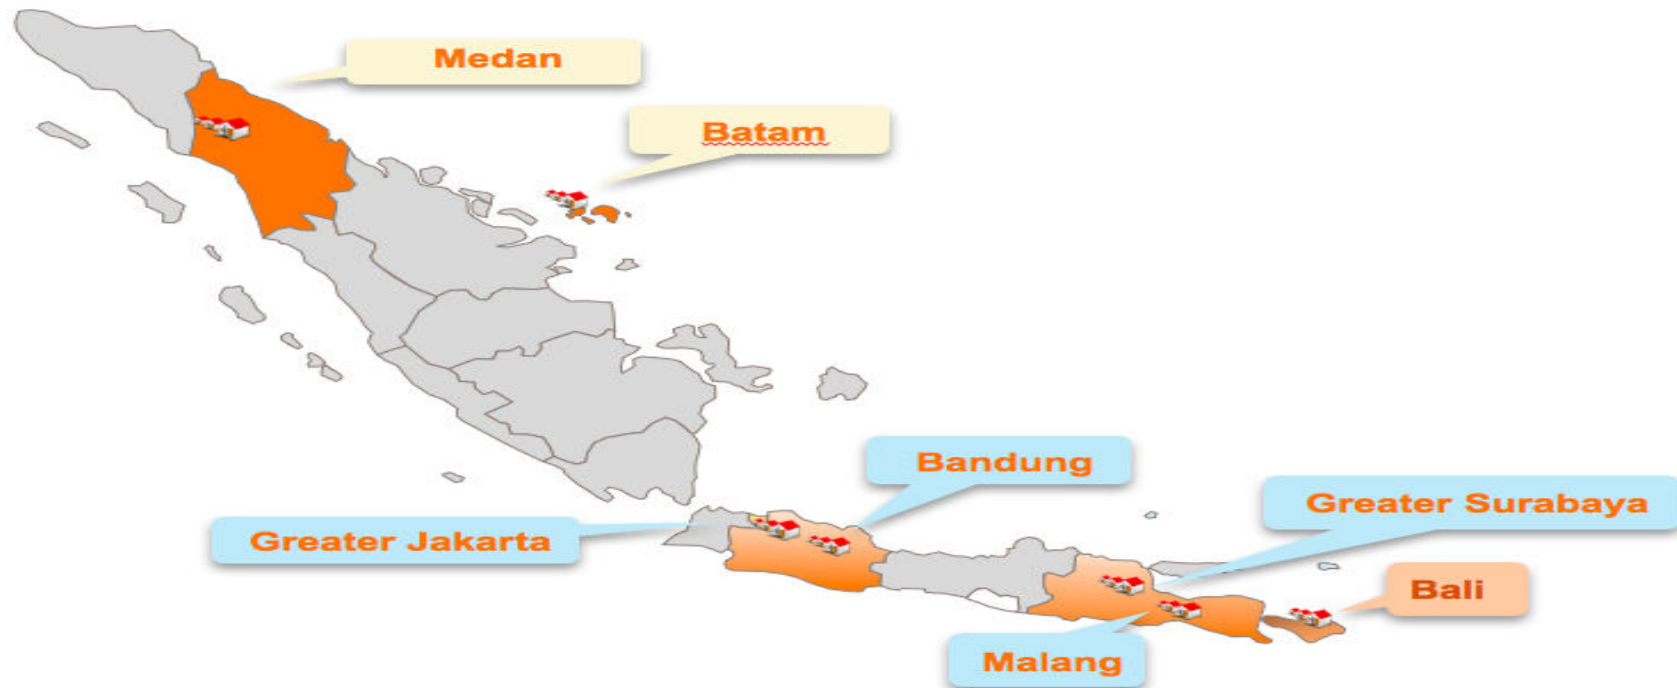 Medan
Batam
Bandung
Greater Surabaya
Greater Jakarta
Bali
Malang